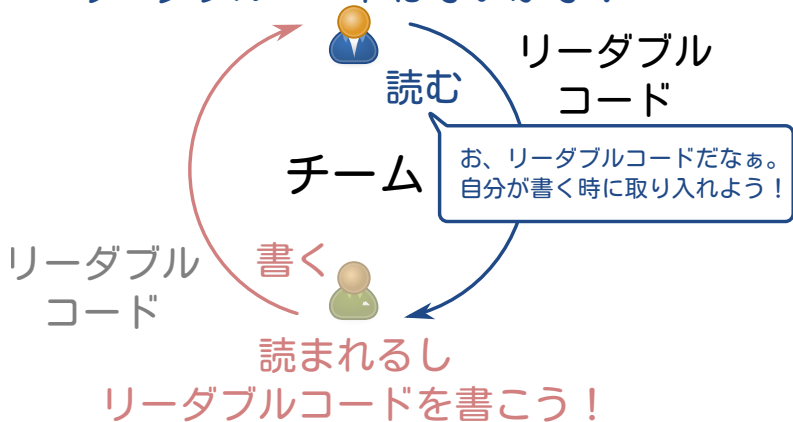 リーダブル
コード
読む
お、リーダブルコードだなぁ。
自分が書く時に取り入れよう！
チーム
書く
リーダブル
コード
読まれるし
リーダブルコードを書こう！